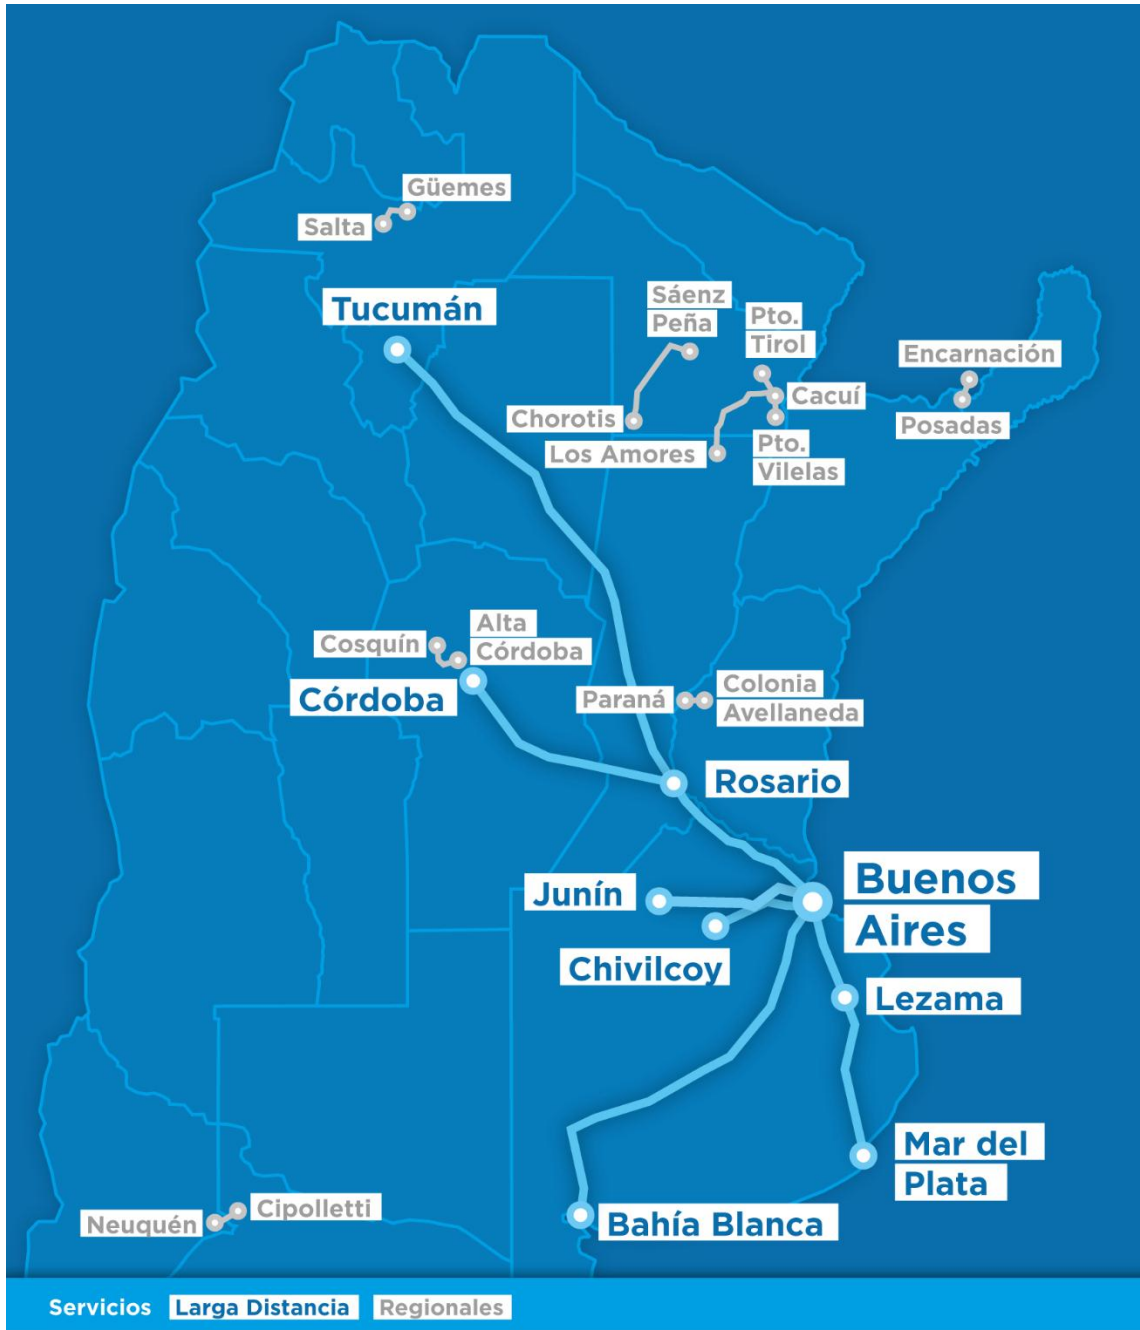 Güemes
Salta
Tucumán
Sáenz
Peña
Pto.
Tirol
Encarnación
Cacuí
Chorotis
Posadas
Los Amores
Pto.
Vilelas
Alta
Córdoba
Cosquín
Córdoba
Colonia
Avellaneda
Paraná
Rosario
Buenos
Aires
Junín
Chivilcoy
Lezama
Mar del
Plata
Cipolletti
Neuquén
Bahía Blanca
Servicios Larga Distancia Regionales